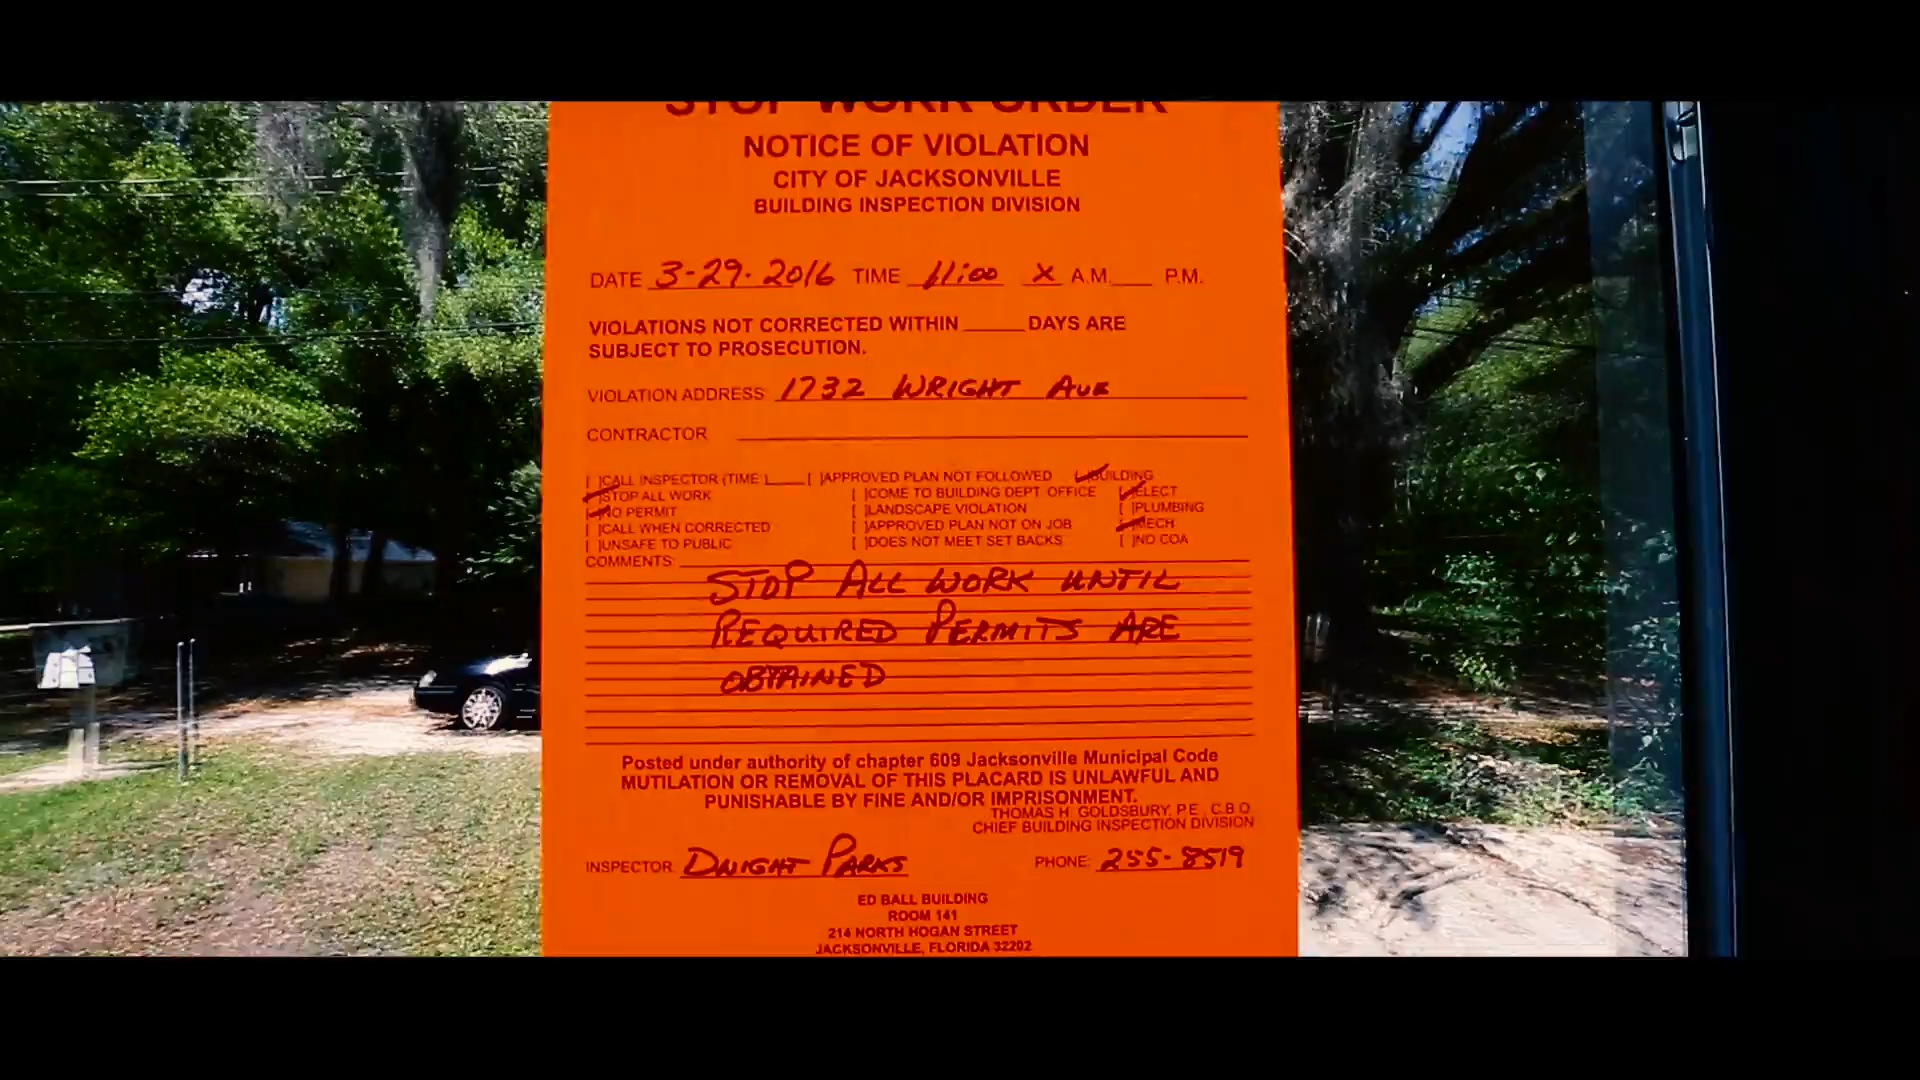 STOP WORK ORDER
NOTICE OF VIOLATION
CITY OF JACKSONVILLE
BUILDING INSPECTION DIVISION
DATE 3-29-2016 TIME 11:00 X A.M.____ P.M.
VIOLATIONS NOT CORRECTED WITHIN _____ DAYS ARE
SUBJECT TO PROSECUTION.
VIOLATION ADDRESS: 1732 WRIGHT AVE
CONTRACTOR
[ ]CALL INSPECTOR (TIME )____ [ ]APPROVED PLAN NOT FOLLOWED [✓]BUILDING
[✓]STOP ALL WORK [ ]COME TO BUILDING DEPT. OFFICE [✓]ELECT
[✓]NO PERMIT [ ]LANDSCAPE VIOLATION [ ]PLUMBING
[ ]CALL WHEN CORRECTED [ ]APPROVED PLAN NOT ON JOB [✓]MECH
[ ]UNSAFE TO PUBLIC [ ]DOES NOT MEET SET BACKS [ ]NO COA
COMMENTS:
STOP ALL WORK UNTIL
REQUIRED PERMITS ARE
OBTAINED
Posted under authority of chapter 609 Jacksonville Municipal Code
MUTILATION OR REMOVAL OF THIS PLACARD IS UNLAWFUL AND
PUNISHABLE BY FINE AND/OR IMPRISONMENT.
THOMAS H. GOLDSBURY, P.E., C.B.O.
CHIEF BUILDING INSPECTION DIVISION
INSPECTOR: DWIGHT PARKS PHONE: 255-8519
ED BALL BUILDING
ROOM 141
214 NORTH HOGAN STREET
JACKSONVILLE, FLORIDA 32202